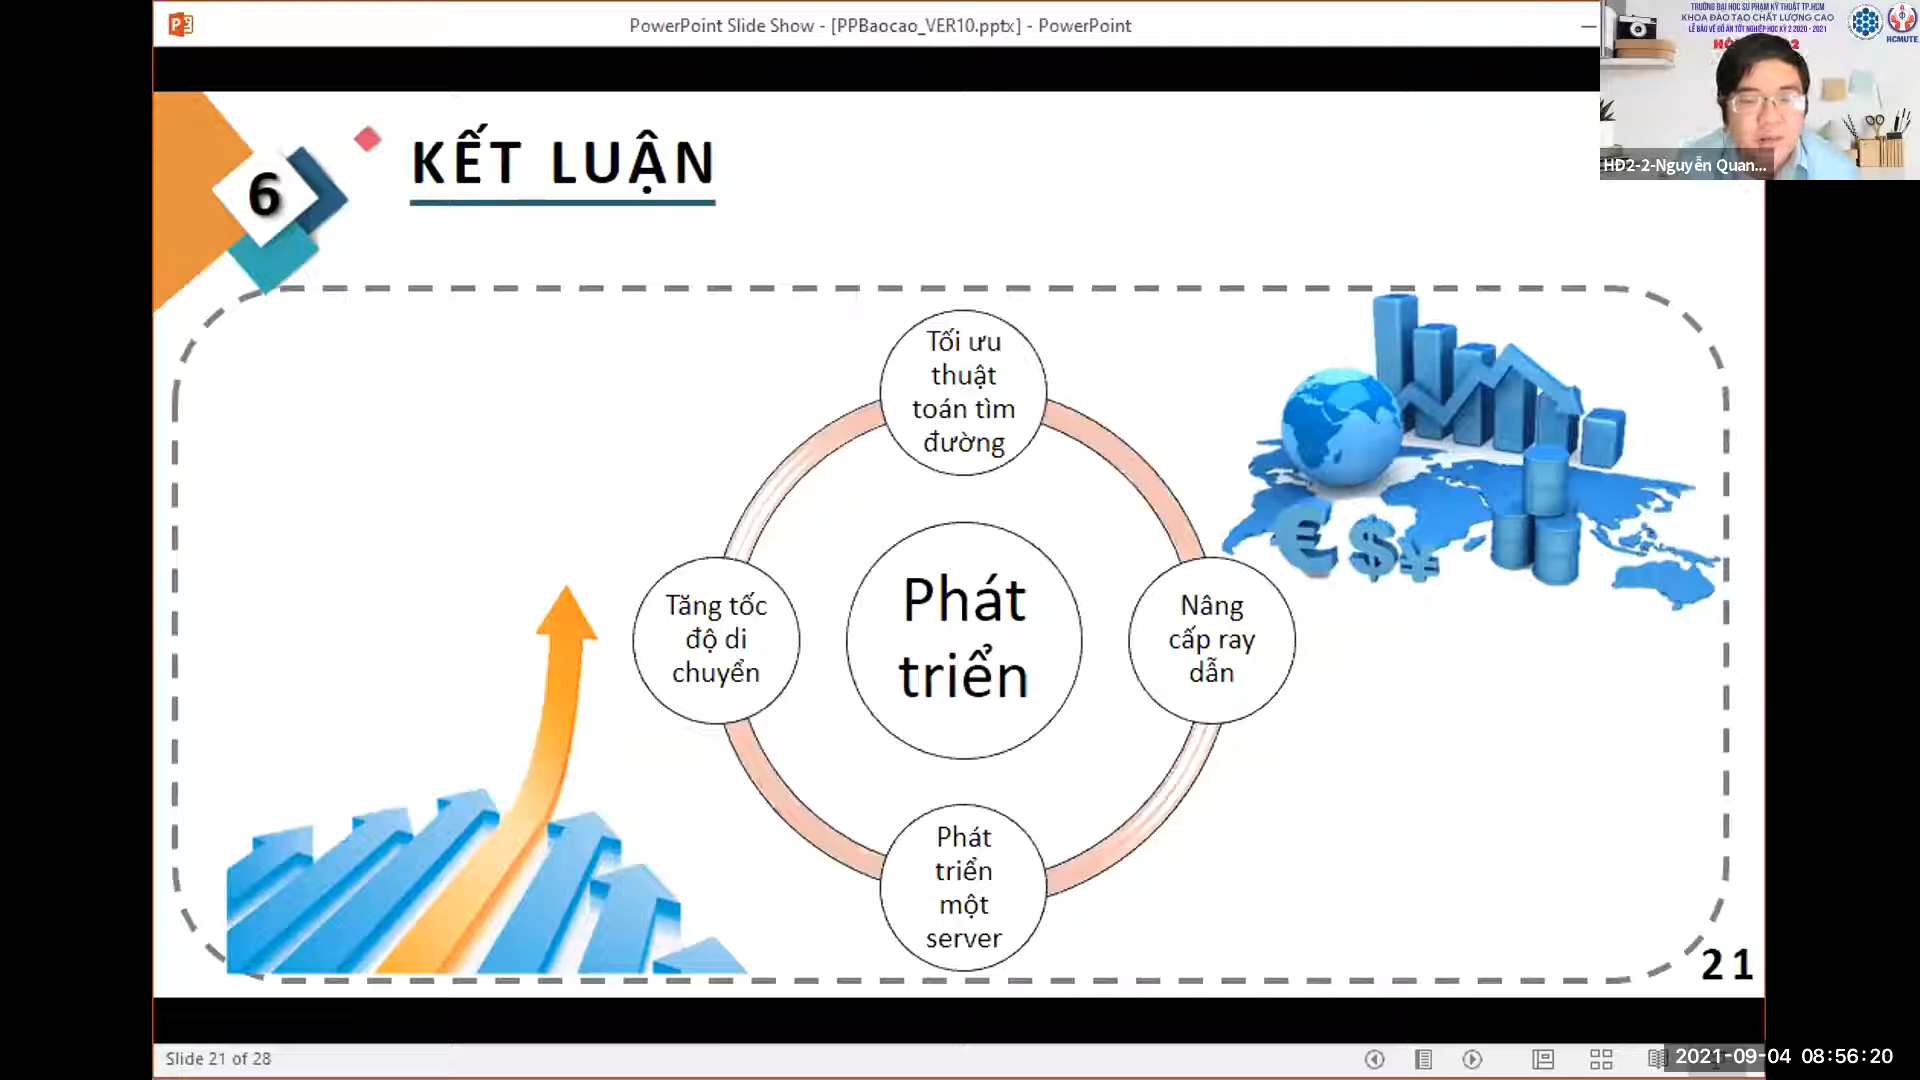 PowerPoint Slide Show - [PPBaocao_VER10.pptx] - PowerPoint
TRƯỜNG ĐẠI HỌC SƯ PHẠM KỸ THUẬT TP.HCM
KHOA ĐÀO TẠO CHẤT LƯỢNG CAO
LỄ BẢO VỆ ĐỒ ÁN TỐT NGHIỆP HỌC KỲ 2 2020 - 2021
HCMUTE
HĐ2-2-Nguyễn Quan...
6
KẾT LUẬN
Tối ưu
thuật
toán tìm
đường
Tăng tốc
độ di
chuyển
Phát
triển
Nâng
cấp ray
dẫn
Phát
triển
một
server
€ $ ¥
21
Slide 21 of 28
2021-09-04 08:56:20